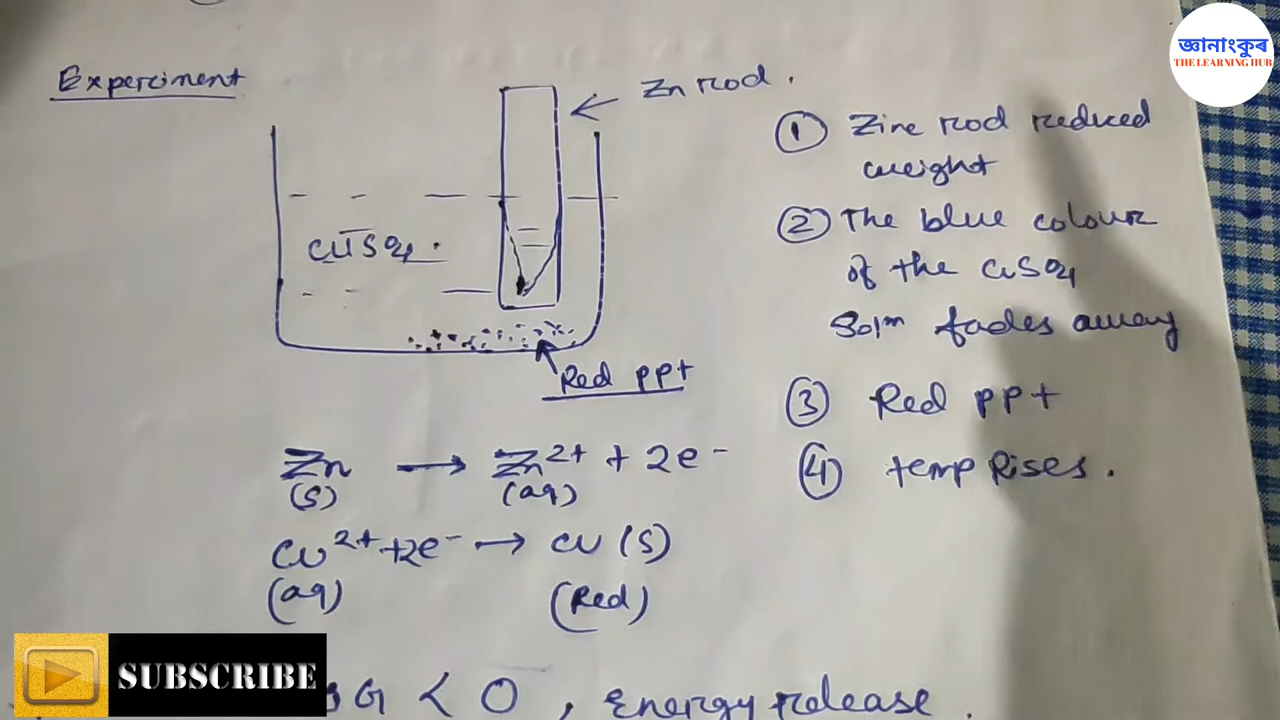 জ্ঞানাংকুৰ
THE LEARNING HUB
Experiment
Zn rod.
CuSO4.
Red ppt
① Zinc rod reduced
weight
② The blue colour
of the CuSO4
Solm fades away
③ Red ppt
④ temp Rises.
Zn → Zn2+ + 2e-
(s) (aq)
Cu2+ +2e- → Cu (s)
(aq) (Red)
SUBSCRIBE
G < 0, Energy release.